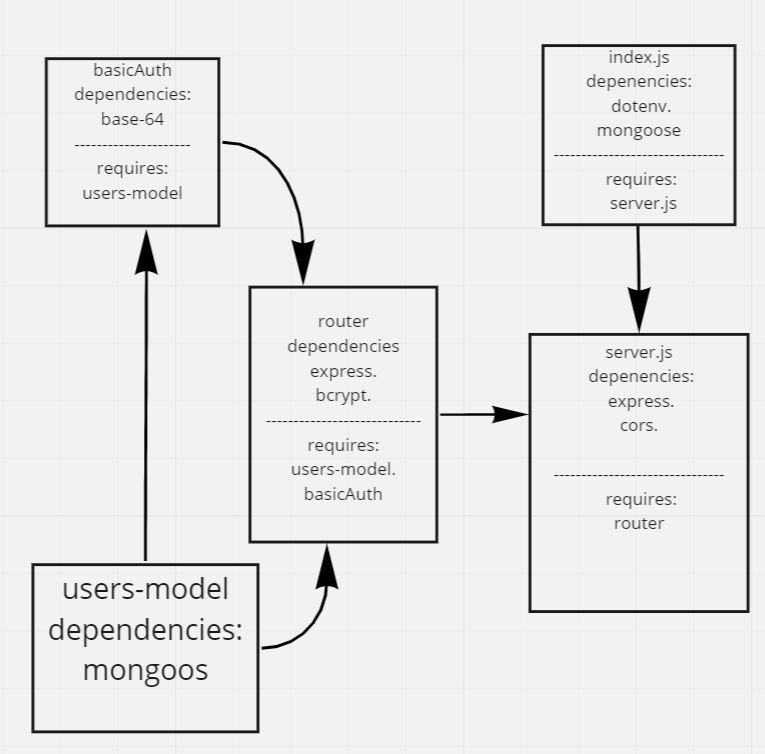 basicAuth
dependencies:
base-64
---------------------
requires:
users-model
index.js
depenencies:
dotenv.
mongoose
-------------------------------
requires:
server.js
router
dependencies
express.
bcrypt.
----------------------------
requires:
users-model.
basicAuth
server.js
depenencies:
express.
cors.
-------------------------------
requires:
router
users-model
dependencies:
mongoos